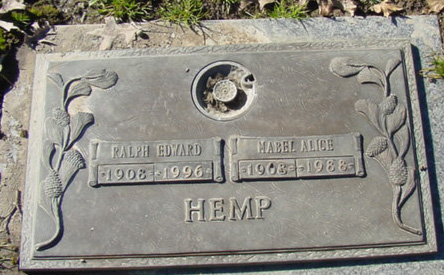 RALPH EDWARD
1908 - 1996
MABEL ALICE
1908 - 1988
HEMP